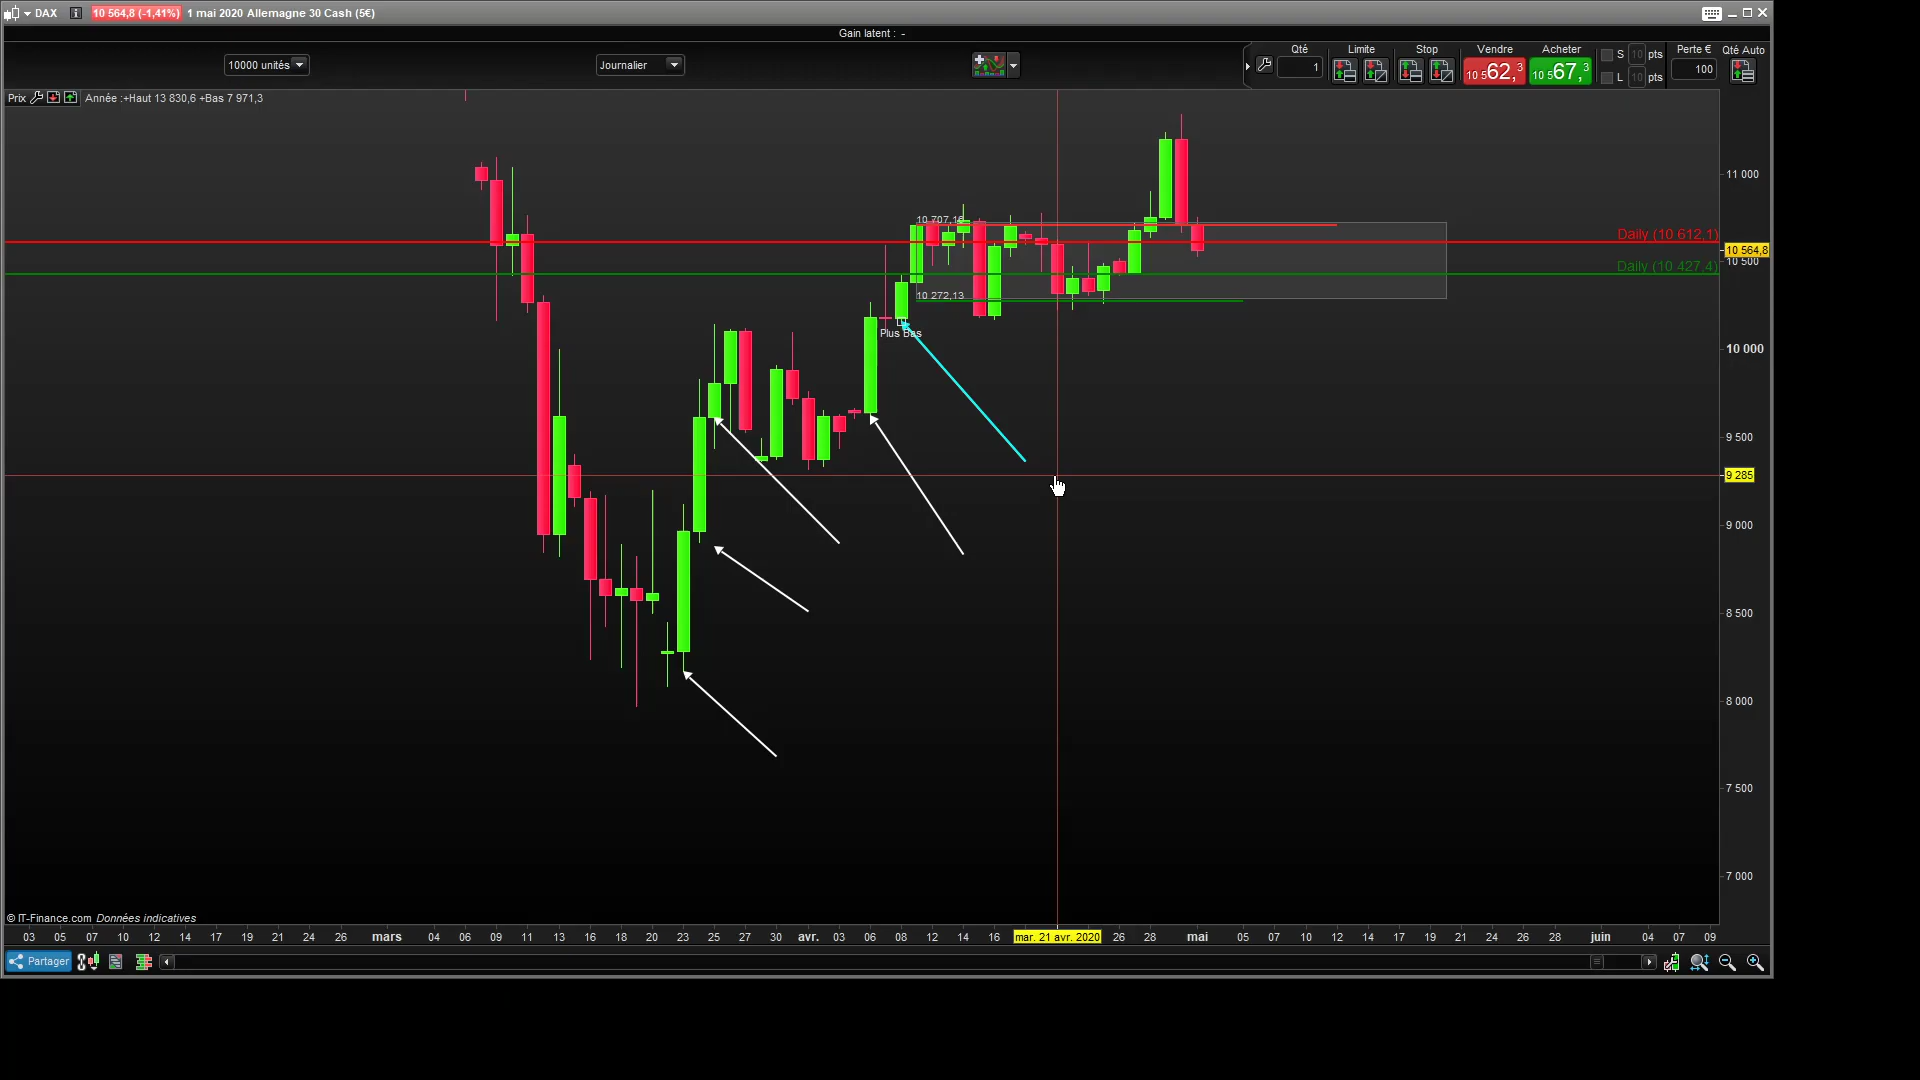 DAX 10 564,8 (-1,41%) 1 mai 2020 Allemagne 30 Cash (5€)
Gain latent : -
10000 unités
Journalier
Qté Limite Stop Vendre Acheter S 10 pts Perte € Qté Auto
1 10 562,3 10 567,3 L 10 pts 100
Prix Année :+Haut 13 830,6 +Bas 7 971,3
11 000
10 707,16
Daily (10 612,1)
10 564,8
10 500
Daily (10 427,4)
10 272,13
Plus Bas
10 000
9 500
9 285
9 000
8 500
8 000
7 500
7 000
© IT-Finance.com Données indicatives
03 05 07 10 12 14 17 19 21 24 26 mars 04 06 09 11 13 16 18 20 23 25 27 30 avr. 03 06 08 12 14 16 mar. 21 avr. 2020 26 28 mai 05 07 10 12 14 17 19 21 24 26 28 juin 04 07 09
Partager